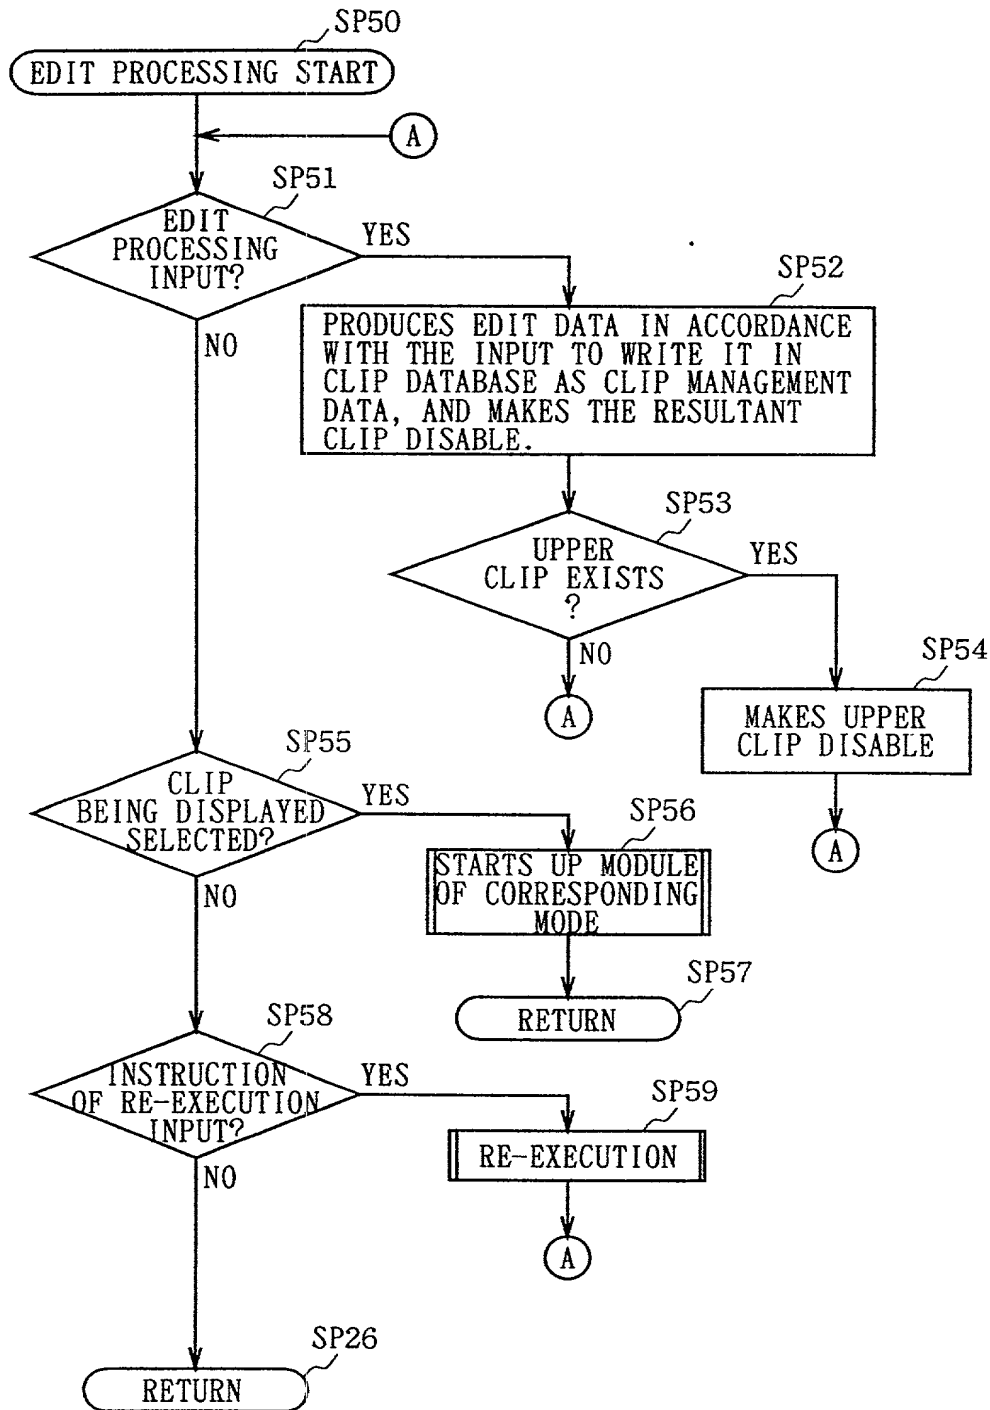 SP50
EDIT PROCESSING START
A
SP51
EDIT
PROCESSING
INPUT?
YES
NO
SP52
PRODUCES EDIT DATA IN ACCORDANCE
WITH THE INPUT TO WRITE IT IN
CLIP DATABASE AS CLIP MANAGEMENT
DATA, AND MAKES THE RESULTANT
CLIP DISABLE.
SP53
UPPER
CLIP EXISTS
?
YES
NO
A
SP54
MAKES UPPER
CLIP DISABLE
A
SP55
CLIP
BEING DISPLAYED
SELECTED?
YES
NO
SP56
STARTS UP MODULE
OF CORRESPONDING
MODE
SP57
RETURN
SP58
INSTRUCTION
OF RE-EXECUTION
INPUT?
YES
NO
SP59
RE-EXECUTION
A
SP26
RETURN